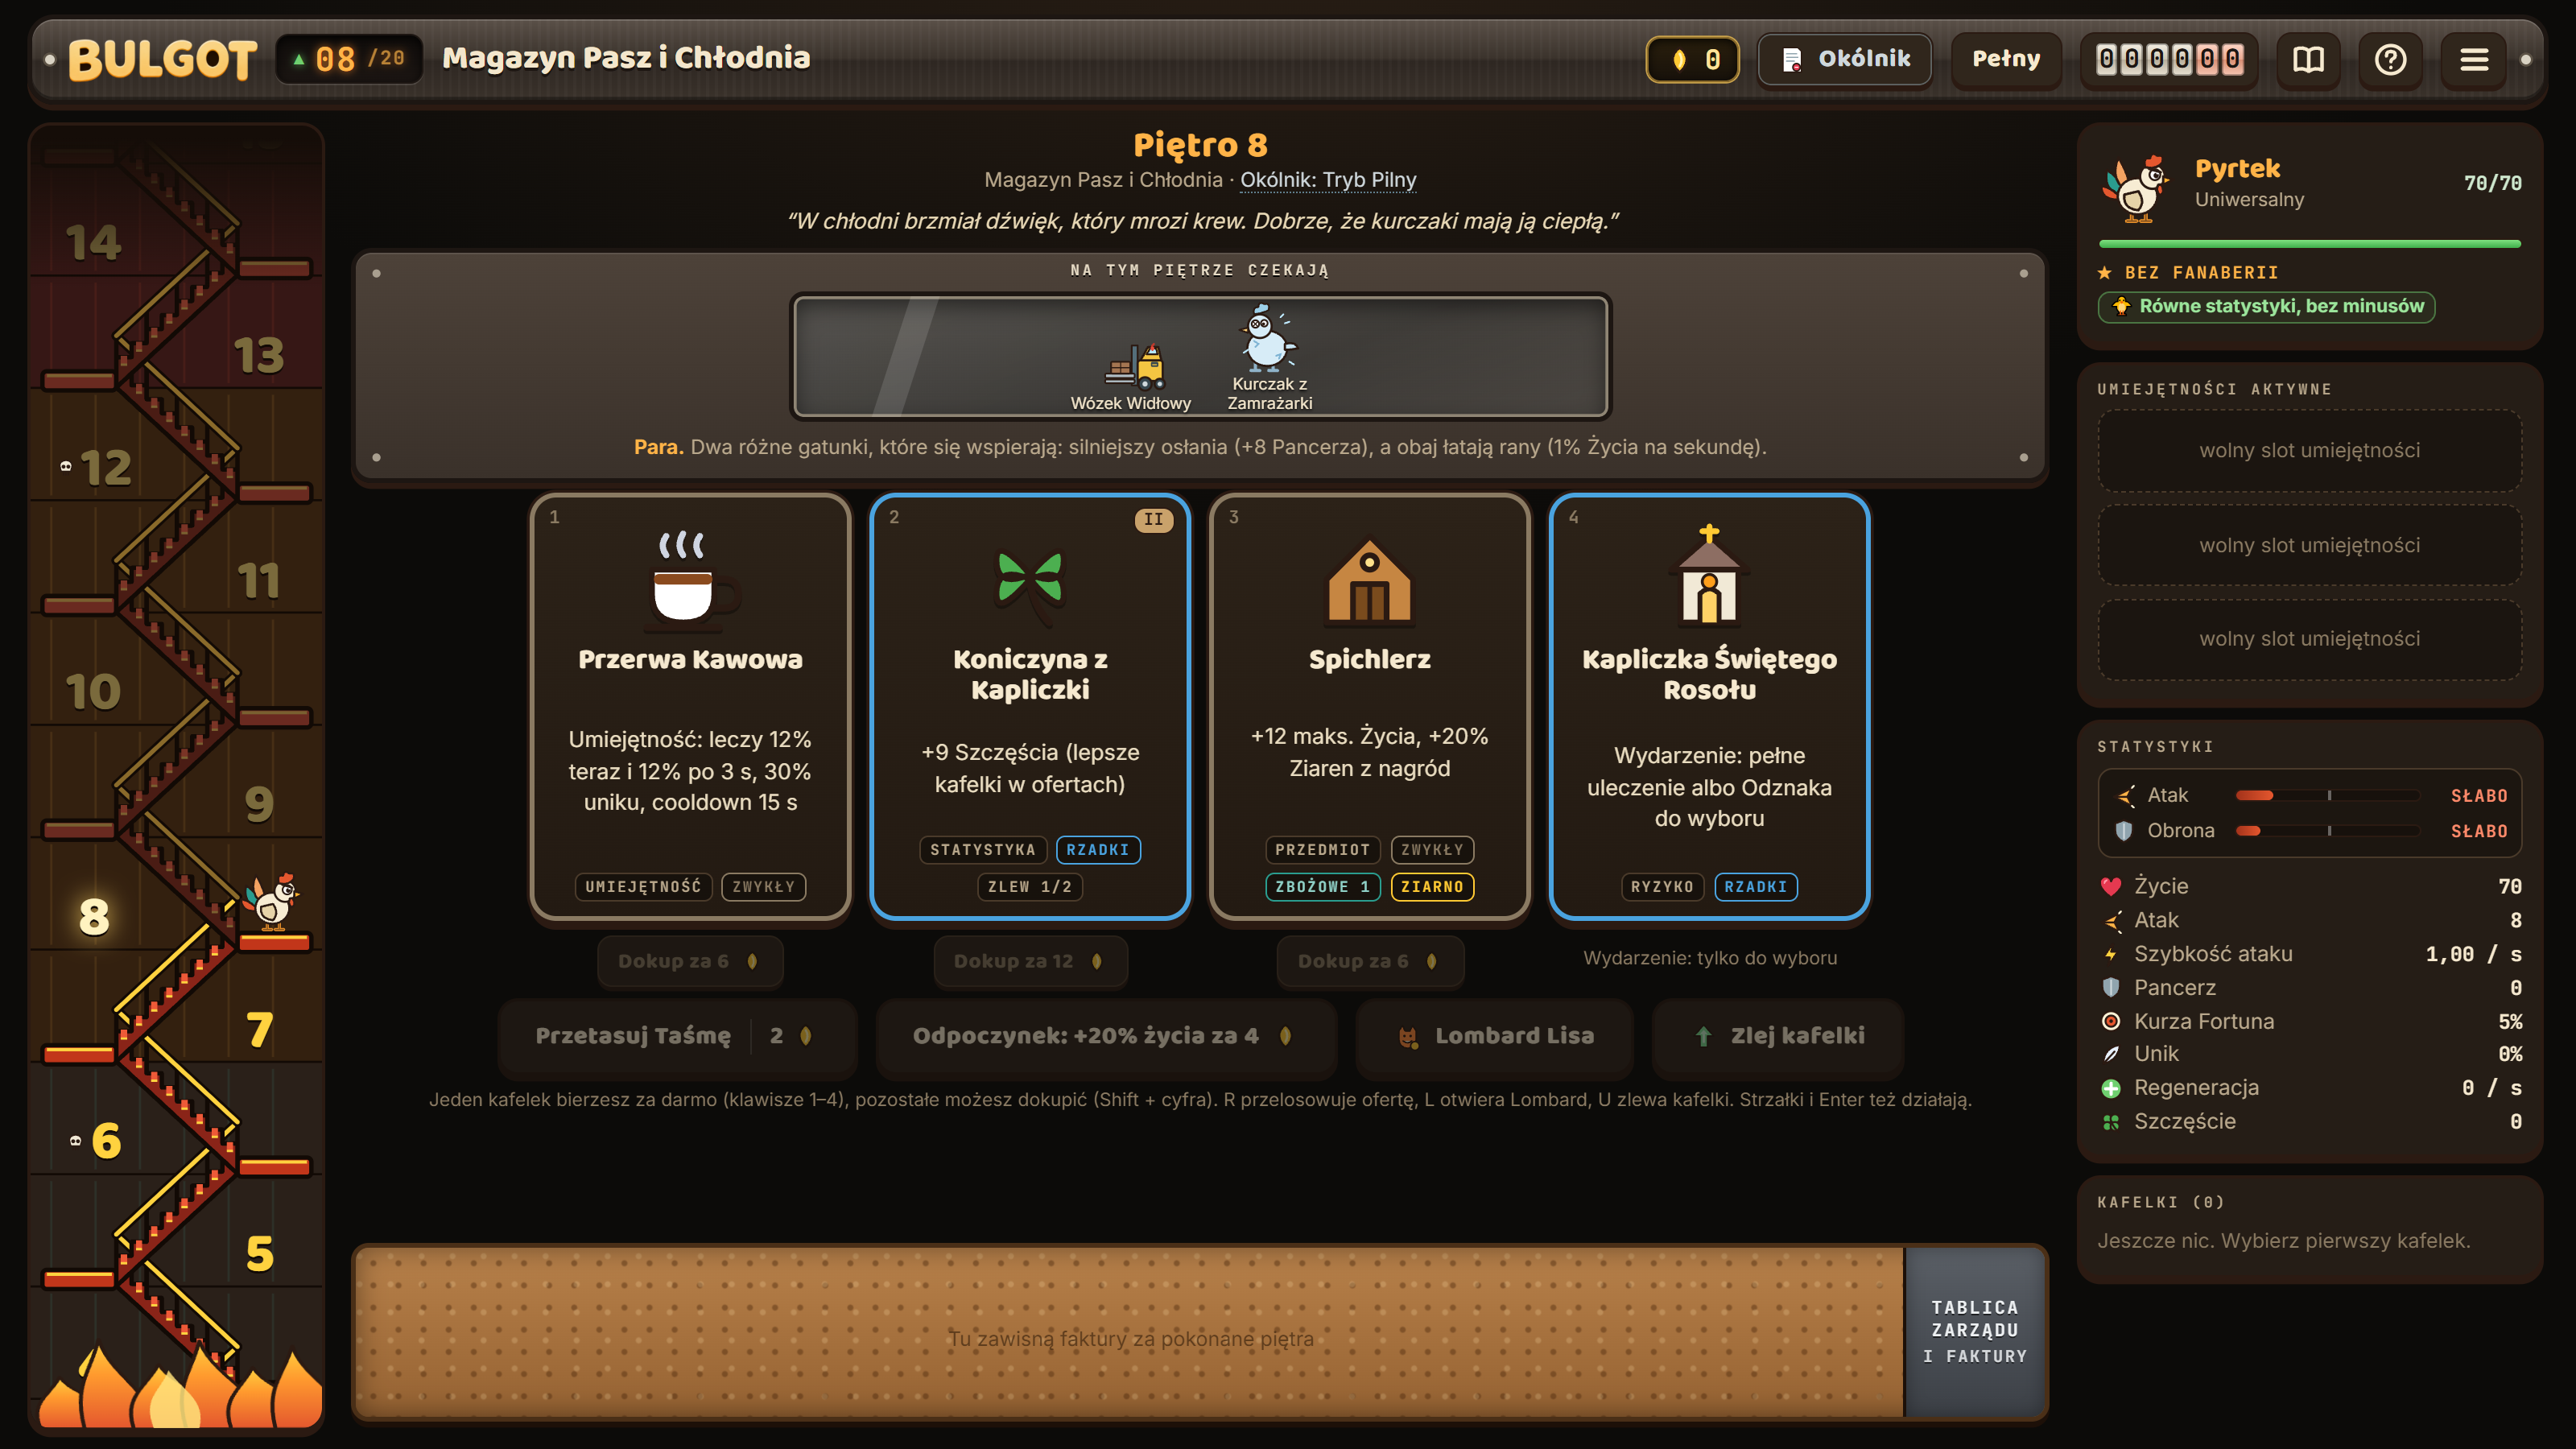 BULGOT
08 /20
Magazyn Pasz i Chłodnia
0
Okólnik
Pełny
000000
Piętro 8
Magazyn Pasz i Chłodnia · Okólnik: Tryb Pilny
“W chłodni brzmiał dźwięk, który mrozi krew. Dobrze, że kurczaki mają ją ciepłą.”
NA TYM PIĘTRZE CZEKAJĄ
Wózek Widłowy
Kurczak z
Zamrażarki
Para. Dwa różne gatunki, które się wspierają: silniejszy osłania (+8 Pancerza), a obaj łatają rany (1% Życia na sekundę).
14
13
12
11
10
9
8
7
6
5
1
Przerwa Kawowa
Umiejętność: leczy 12%
teraz i 12% po 3 s, 30%
uniku, cooldown 15 s
UMIEJĘTNOŚĆ ZWYKŁY
Dokup za 6
2
II
Koniczyna z
Kapliczki
+9 Szczęścia (lepsze
kafelki w ofertach)
STATYSTYKA RZADKI
ZLEW 1/2
Dokup za 12
3
Spichlerz
+12 maks. Życia, +20%
Ziaren z nagród
PRZEDMIOT ZWYKŁY
ZBOŻOWE 1 ZIARNO
Dokup za 6
4
Kapliczka Świętego
Rosołu
Wydarzenie: pełne
uleczenie albo Odznaka
do wyboru
RYZYKO RZADKI
Wydarzenie: tylko do wyboru
Przetasuj Taśmę 2
Odpoczynek: +20% życia za 4
Lombard Lisa
Zlej kafelki
Jeden kafelek bierzesz za darmo (klawisze 1–4), pozostałe możesz dokupić (Shift + cyfra). R przelosowuje ofertę, L otwiera Lombard, U zlewa kafelki. Strzałki i Enter też działają.
Tu zawisną faktury za pokonane piętra
TABLICA
ZARZĄDU
I FAKTURY
Pyrtek
Uniwersalny
70/70
★ BEZ FANABERII
Równe statystyki, bez minusów
UMIEJĘTNOŚCI AKTYWNE
wolny slot umiejętności
wolny slot umiejętności
wolny slot umiejętności
STATYSTYKI
Atak SŁABO
Obrona SŁABO
Życie 70
Atak 8
Szybkość ataku 1,00 / s
Pancerz 0
Kurza Fortuna 5%
Unik 0%
Regeneracja 0 / s
Szczęście 0
KAFELKI (0)
Jeszcze nic. Wybierz pierwszy kafelek.